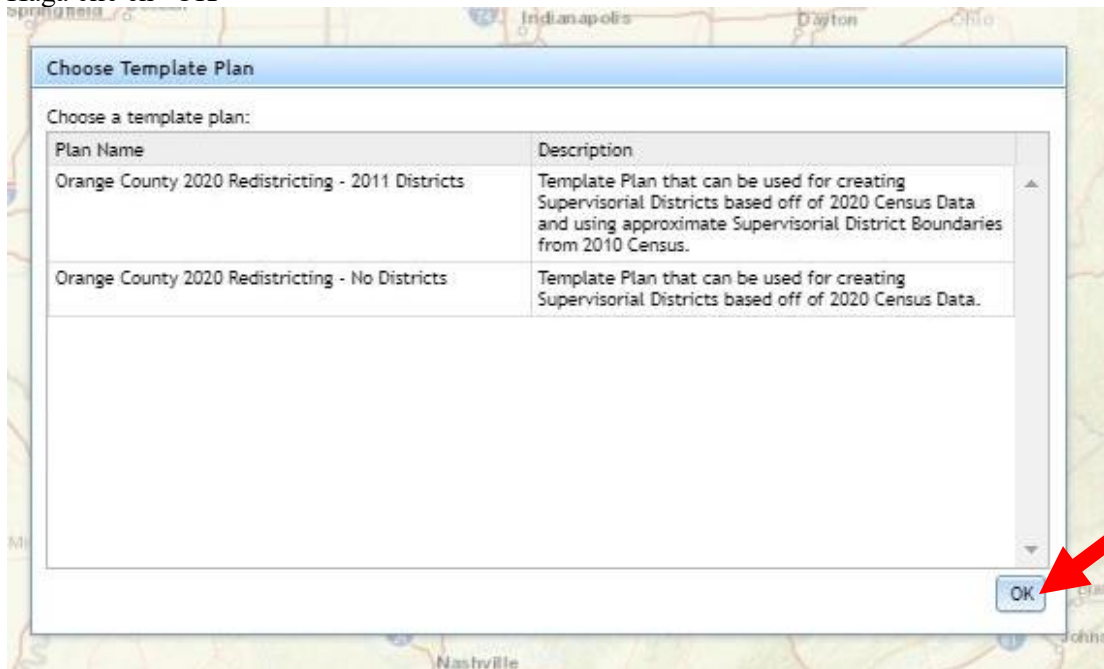 Springfield
Indianapolis
Dayton
Ohio
Choose Template Plan
Choose a template plan:
Plan Name
Description
Orange County 2020 Redistricting - 2011 Districts
Template Plan that can be used for creating
Supervisorial Districts based off of 2020 Census Data
and using approximate Supervisorial District Boundaries
from 2010 Census.
Orange County 2020 Redistricting - No Districts
Template Plan that can be used for creating
Supervisorial Districts based off of 2020 Census Data.
OK
Nashville